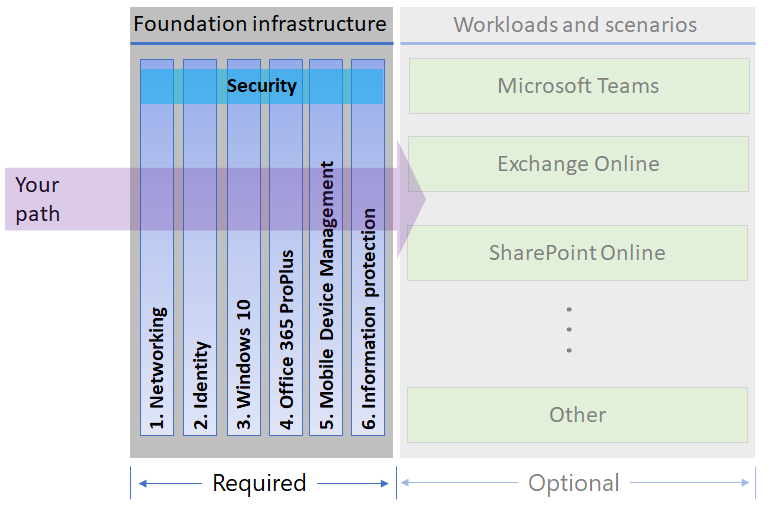 Foundation infrastructure
Workloads and scenarios
Security
Your
path
1. Networking
2. Identity
3. Windows 10
4. Office 365 ProPlus
5. Mobile Device Management
6. Information protection
Microsoft Teams
Exchange Online
SharePoint Online
Other
Required
Optional